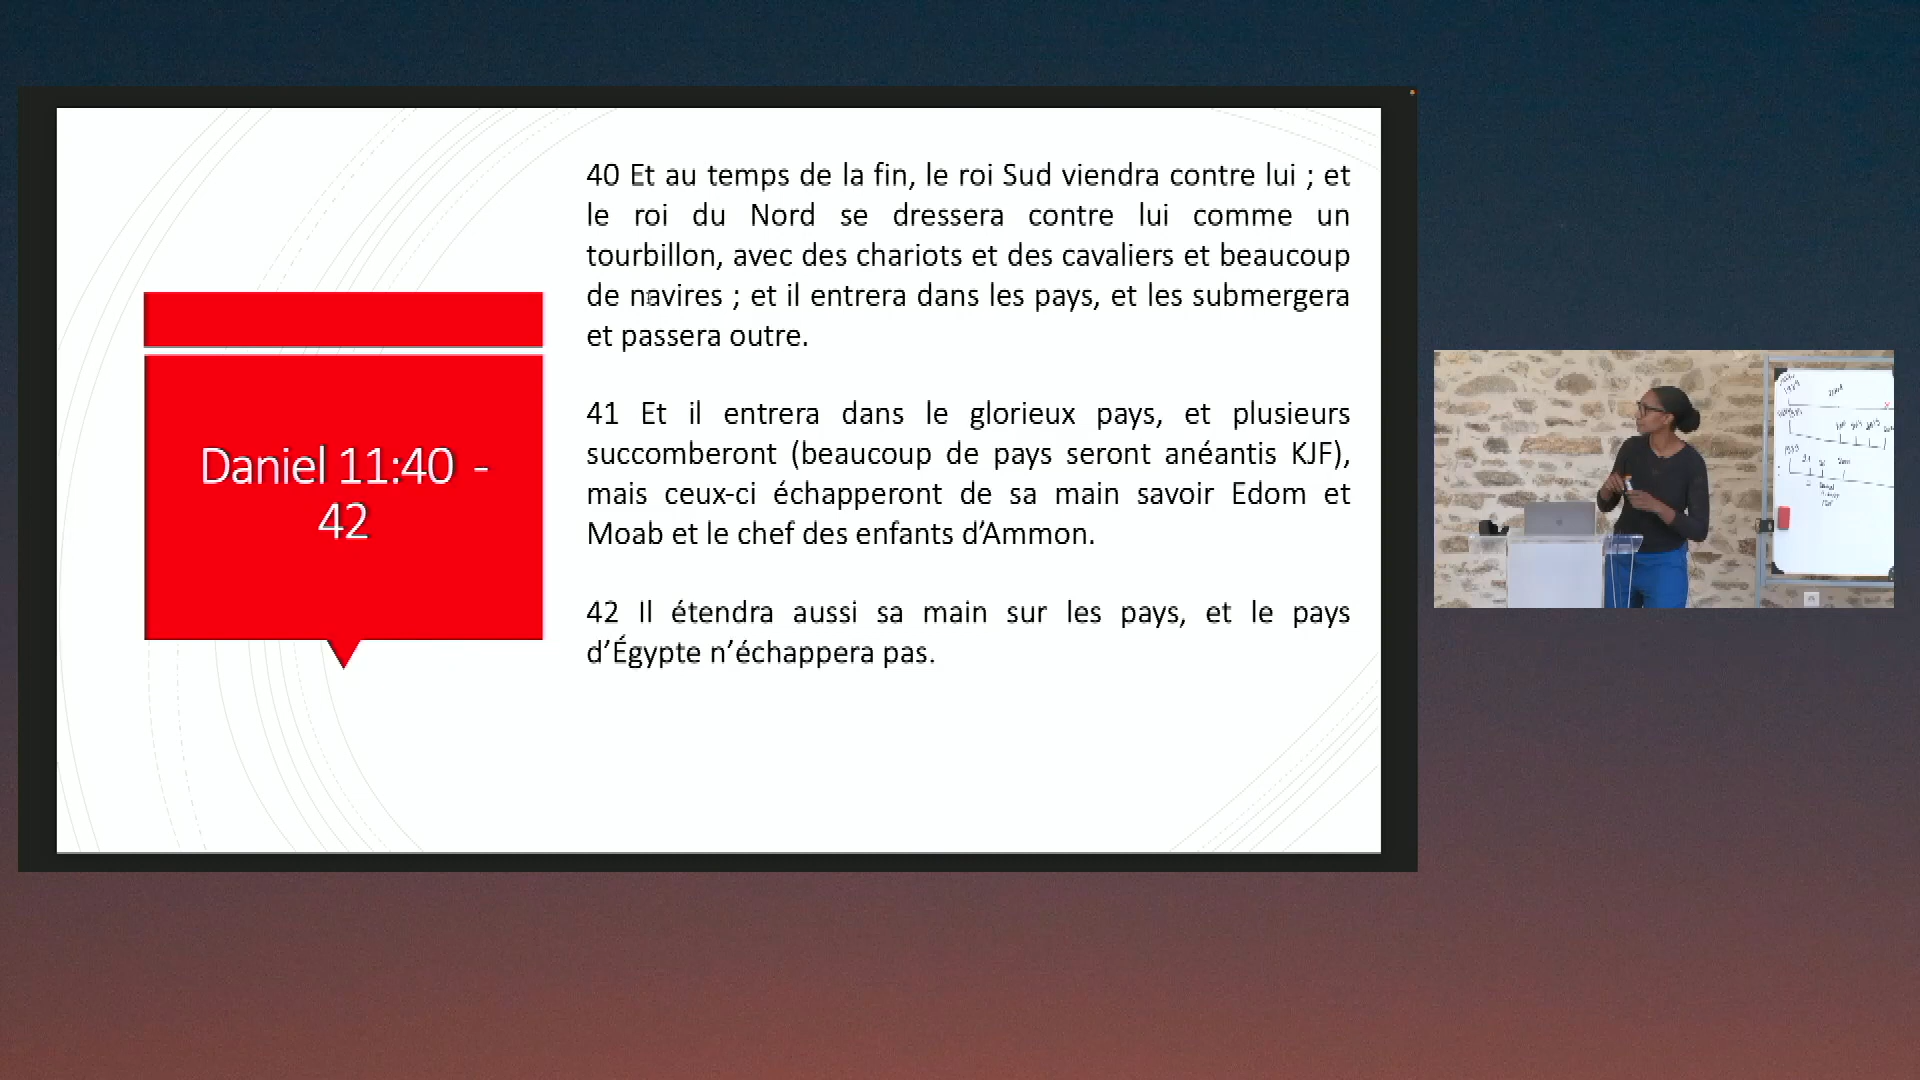 Daniel 11:40 -
42
40 Et au temps de la fin, le roi Sud viendra contre lui ; et
le roi du Nord se dressera contre lui comme un
tourbillon, avec des chariots et des cavaliers et beaucoup
de navires ; et il entrera dans les pays, et les submergera
et passera outre.
41 Et il entrera dans le glorieux pays, et plusieurs
succomberont (beaucoup de pays seront anéantis KJF),
mais ceux-ci échapperont de sa main savoir Edom et
Moab et le chef des enfants d’Ammon.
42 Il étendra aussi sa main sur les pays, et le pays
d’Égypte n’échappera pas.
1989
1989